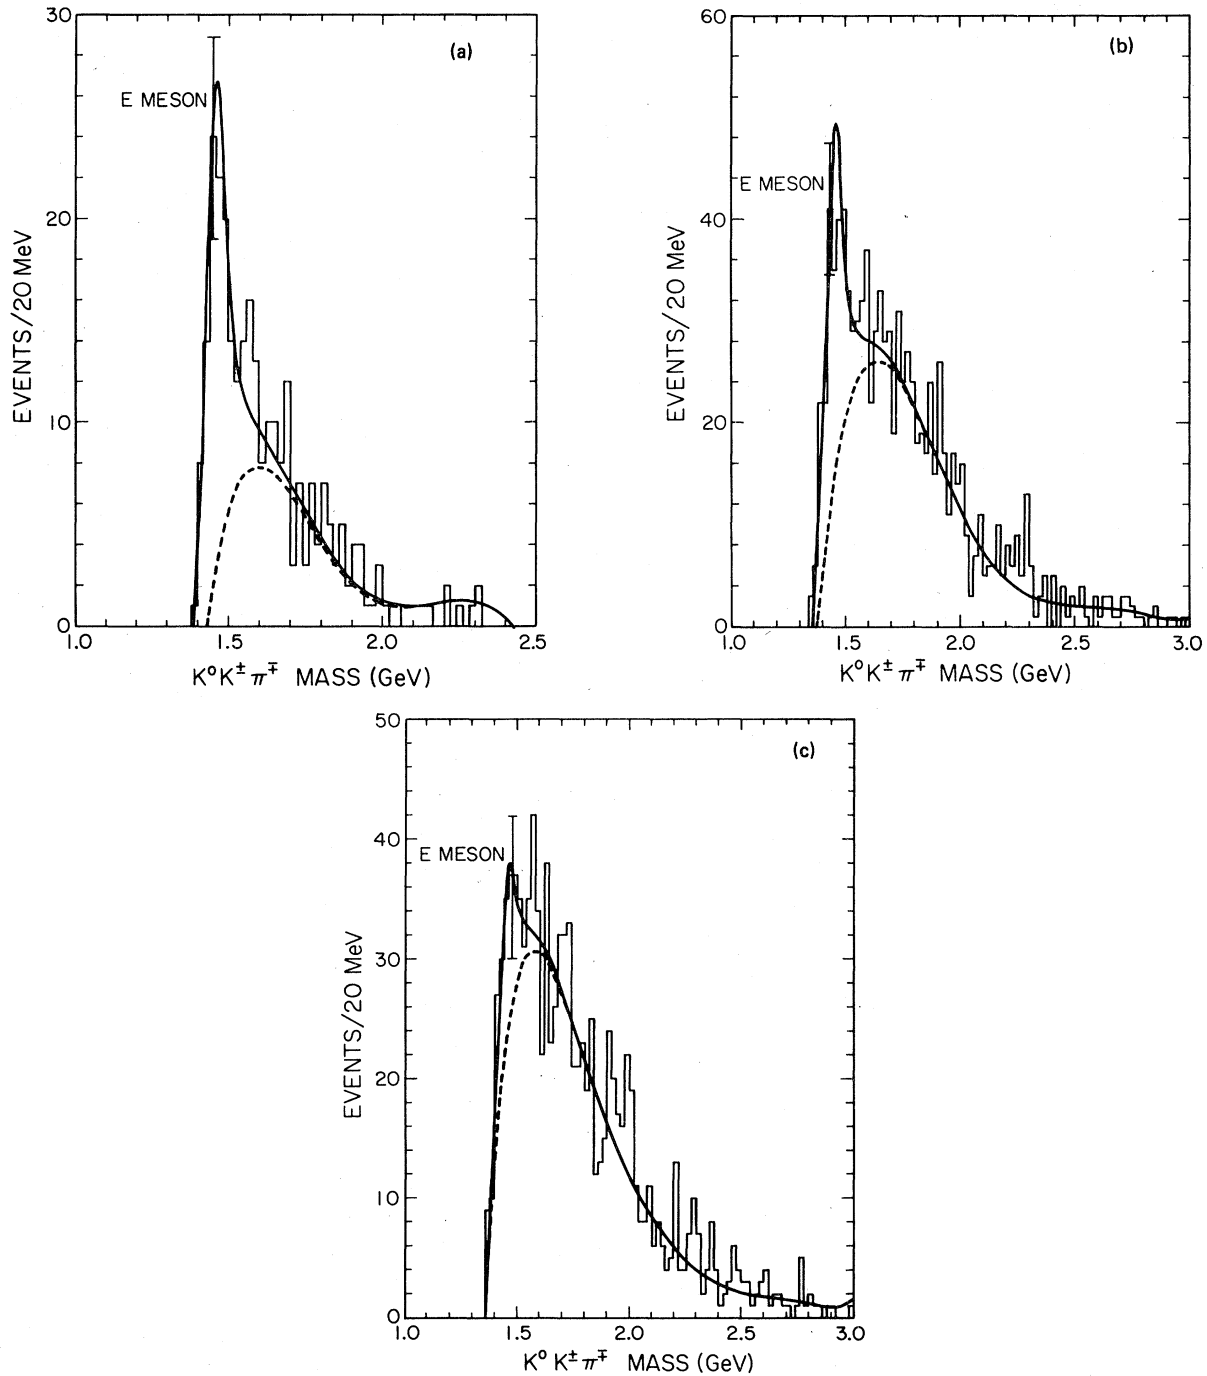 30
(a)
E MESON
20
EVENTS/20 MeV
10
0
1.0 1.5 2.0 2.5
K⁰K±π∓ MASS (GeV)
60
(b)
E MESON
40
EVENTS/20 MeV
20
0
1.0 1.5 2.0 2.5 3.0
K⁰K±π∓ MASS (GeV)
50
(c)
40
E MESON
30
EVENTS/20 MeV
20
10
0
1.0 1.5 2.0 2.5 3.0
K⁰K±π∓ MASS (GeV)